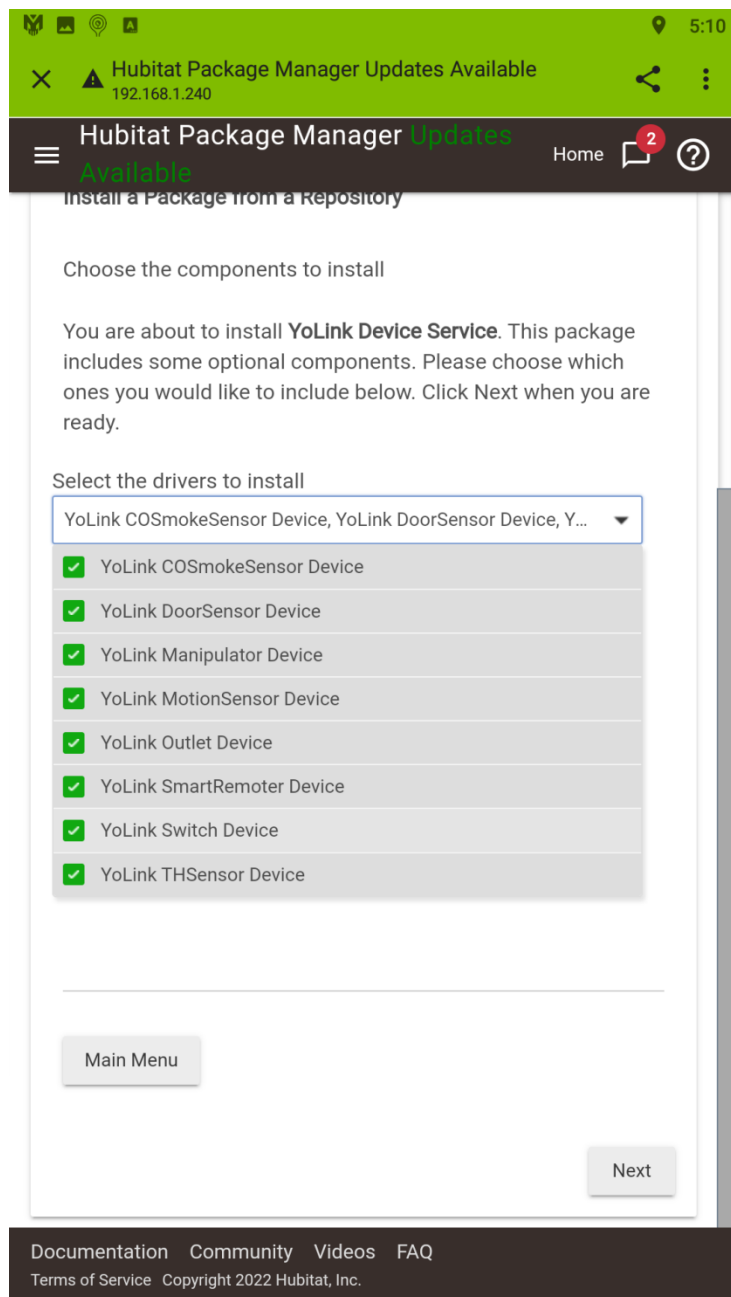 5:10
Hubitat Package Manager Updates Available
192.168.1.240
Hubitat Package Manager Updates
Available
Home
2
Install a Package from a Repository
Choose the components to install
You are about to install YoLink Device Service. This package
includes some optional components. Please choose which
ones you would like to include below. Click Next when you are
ready.
Select the drivers to install
YoLink COSmokeSensor Device, YoLink DoorSensor Device, Y...
YoLink COSmokeSensor Device
YoLink DoorSensor Device
YoLink Manipulator Device
YoLink MotionSensor Device
YoLink Outlet Device
YoLink SmartRemoter Device
YoLink Switch Device
YoLink THSensor Device
Main Menu
Next
Documentation Community Videos FAQ
Terms of Service Copyright 2022 Hubitat, Inc.